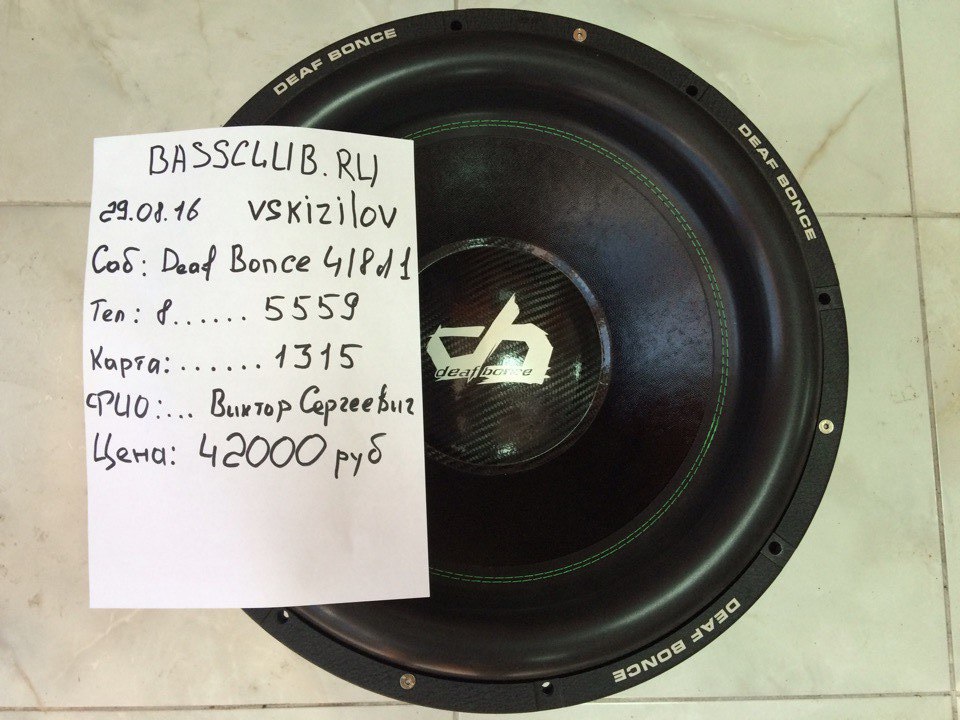 DEAF BONCE
DEAF BONCE
BASSCLUB.RU
29.08.16 vskizilov
Саб: Deaf Bonce 418d1
Тел: 8...... 5559
Карта:...... 1315
ФИО:... Виктор Сергеевич
Цена: 42000 руб
dh
deaf bonce
DEAF BONCE